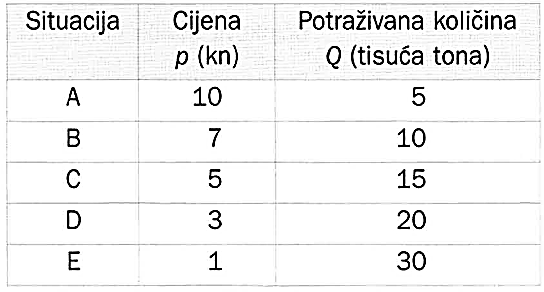 Situacija Cijena Potraživana količina
p (kn) Q (tisuća tona)
A 10 5
B 7 10
C 5 15
D 3 20
E 1 30